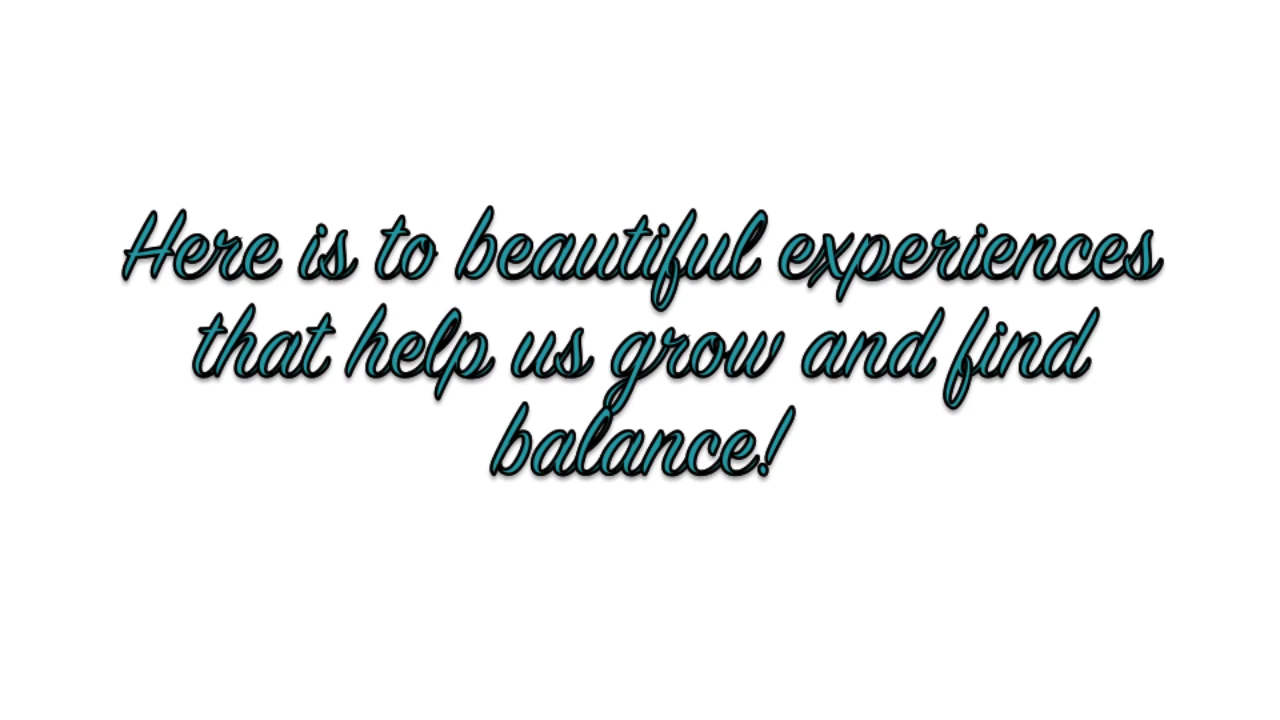 Here is to beautiful experiences
that help us grow and find
balance!